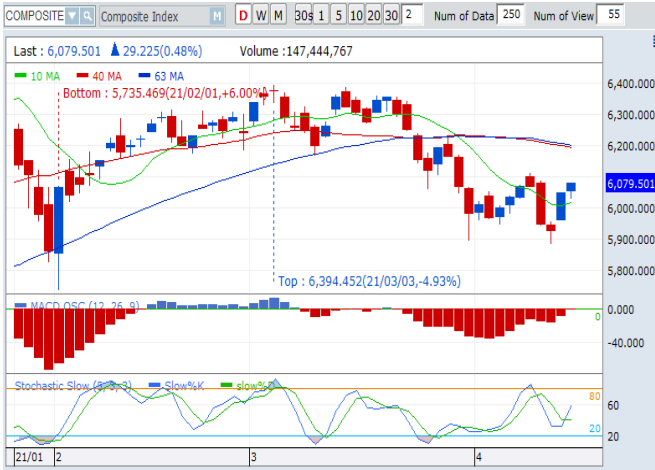 COMPOSITE Composite Index M D W M 30s 1 5 10 20 30 2 Num of Data 250 Num of View 55
Last : 6,079.501 29.225(0.48%) Volume :147,444,767
10 MA 40 MA 63 MA
Bottom : 5,735.469(21/02/01,+6.00%)
6,400.000
6,300.000
6,200.000
6,079.501
6,000.000
5,900.000
5,800.000
Top : 6,394.452(21/03/03,-4.93%)
MACD OSC (12, 26, 9)
0.000
0
-40.000
Stochastic Slow (5, 3, 3) Slow%K slow%D
80
60
20
20
21/01 2 3 4